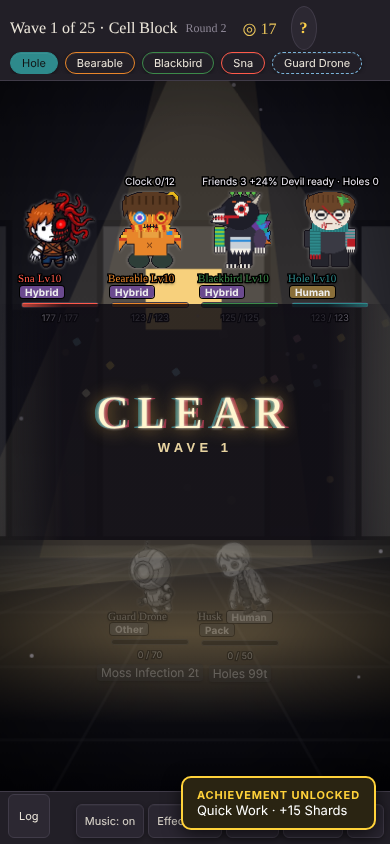 Wave 1 of 25 · Cell Block Round 2 ◎ 17 ?
Hole Bearable Blackbird Sna Guard Drone
Clock 0/12 Friends 3 +24% Devil ready · Holes 0
Sna Lv10 Bearable Lv10 Blackbird Lv10 Hole Lv10
Hybrid Hybrid Hybrid Human
177 / 177 123 / 123 125 / 125 123 / 123
CLEAR
WAVE 1
Guard Drone Husk Human
Other Pack
0 / 70 0 / 50
Moss Infection 2t Holes 99t
ACHIEVEMENT UNLOCKED
Quick Work · +15 Shards
Log Music: on